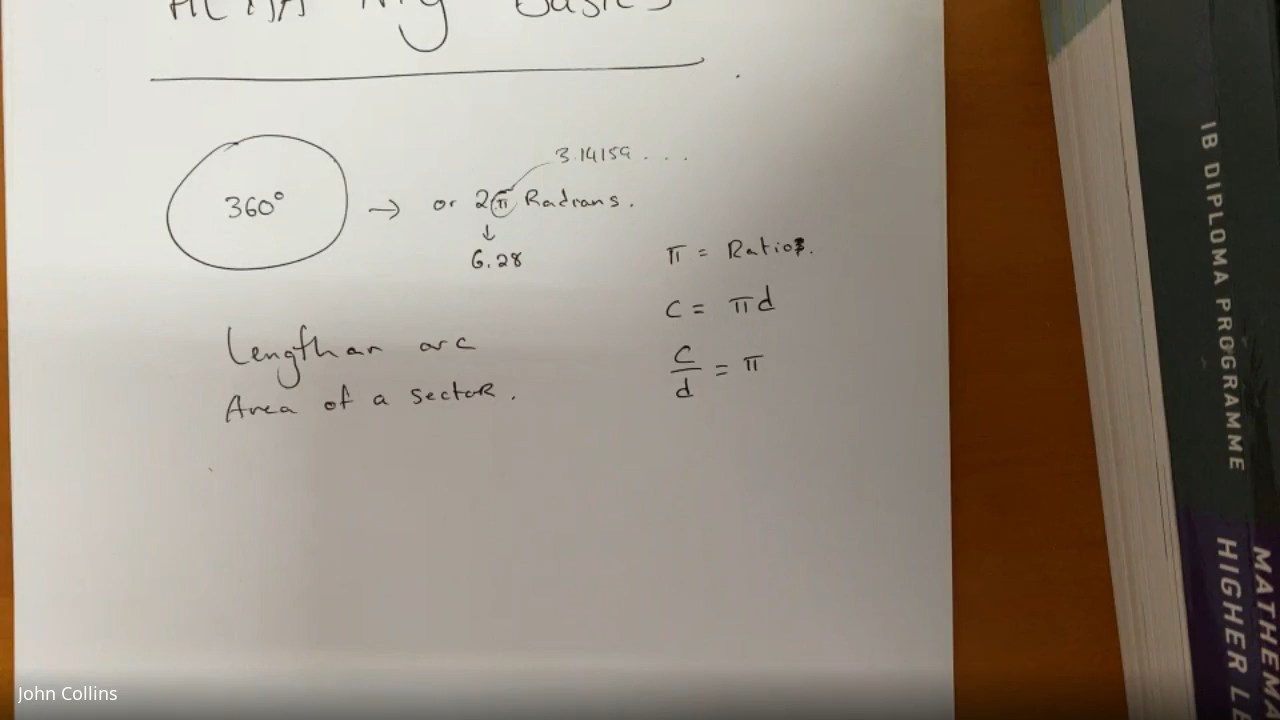 Basics
3.14159...
360° → or 2π Radians.
↓
6.28
π = Ratio.
C = πd
Length an arc
C/d = π
Area of a sector.
IB DIPLOMA PROGRAMME
MATHEMA
HIGHER LE
John Collins